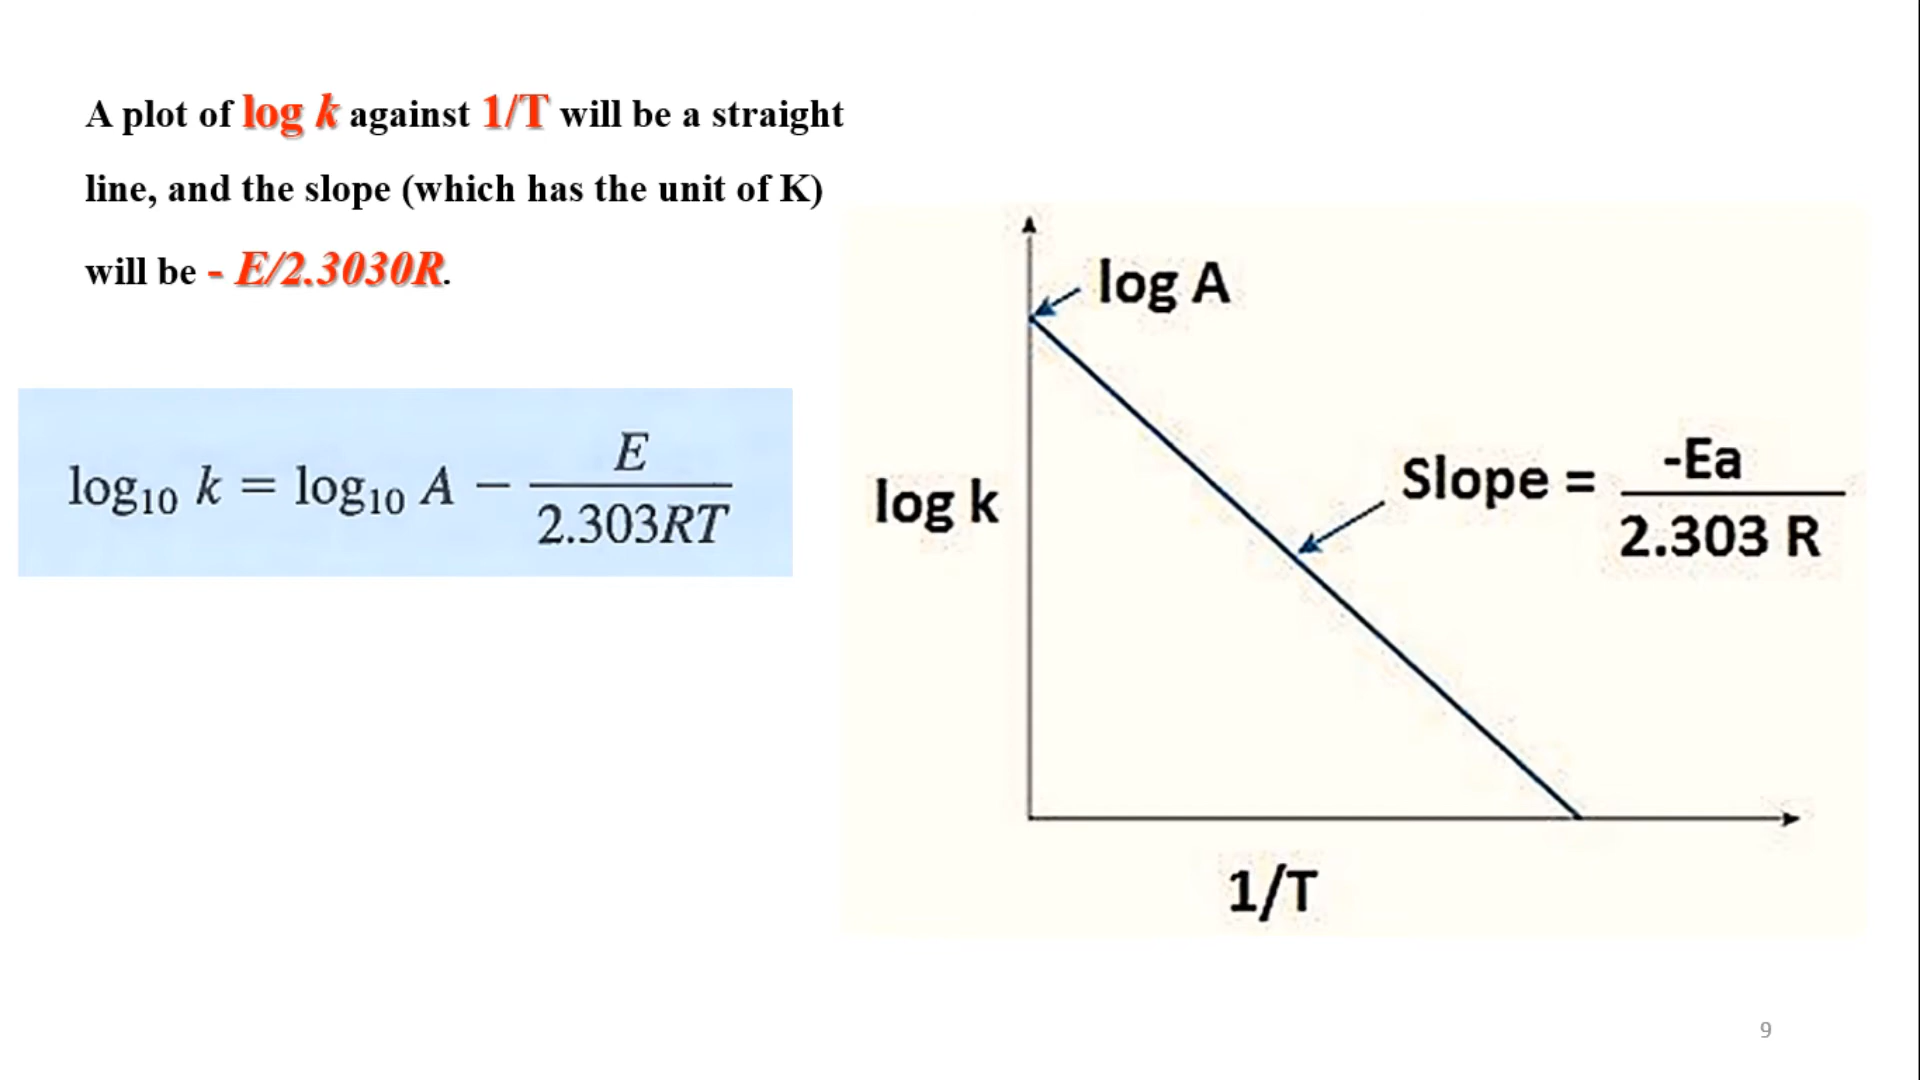 A plot of log k against 1/T will be a straight
line, and the slope (which has the unit of K)
will be - E/2.3030R.
log₁₀ k = log₁₀ A − E / 2.303RT
log A
log k
Slope = -Ea / 2.303 R
1/T
9